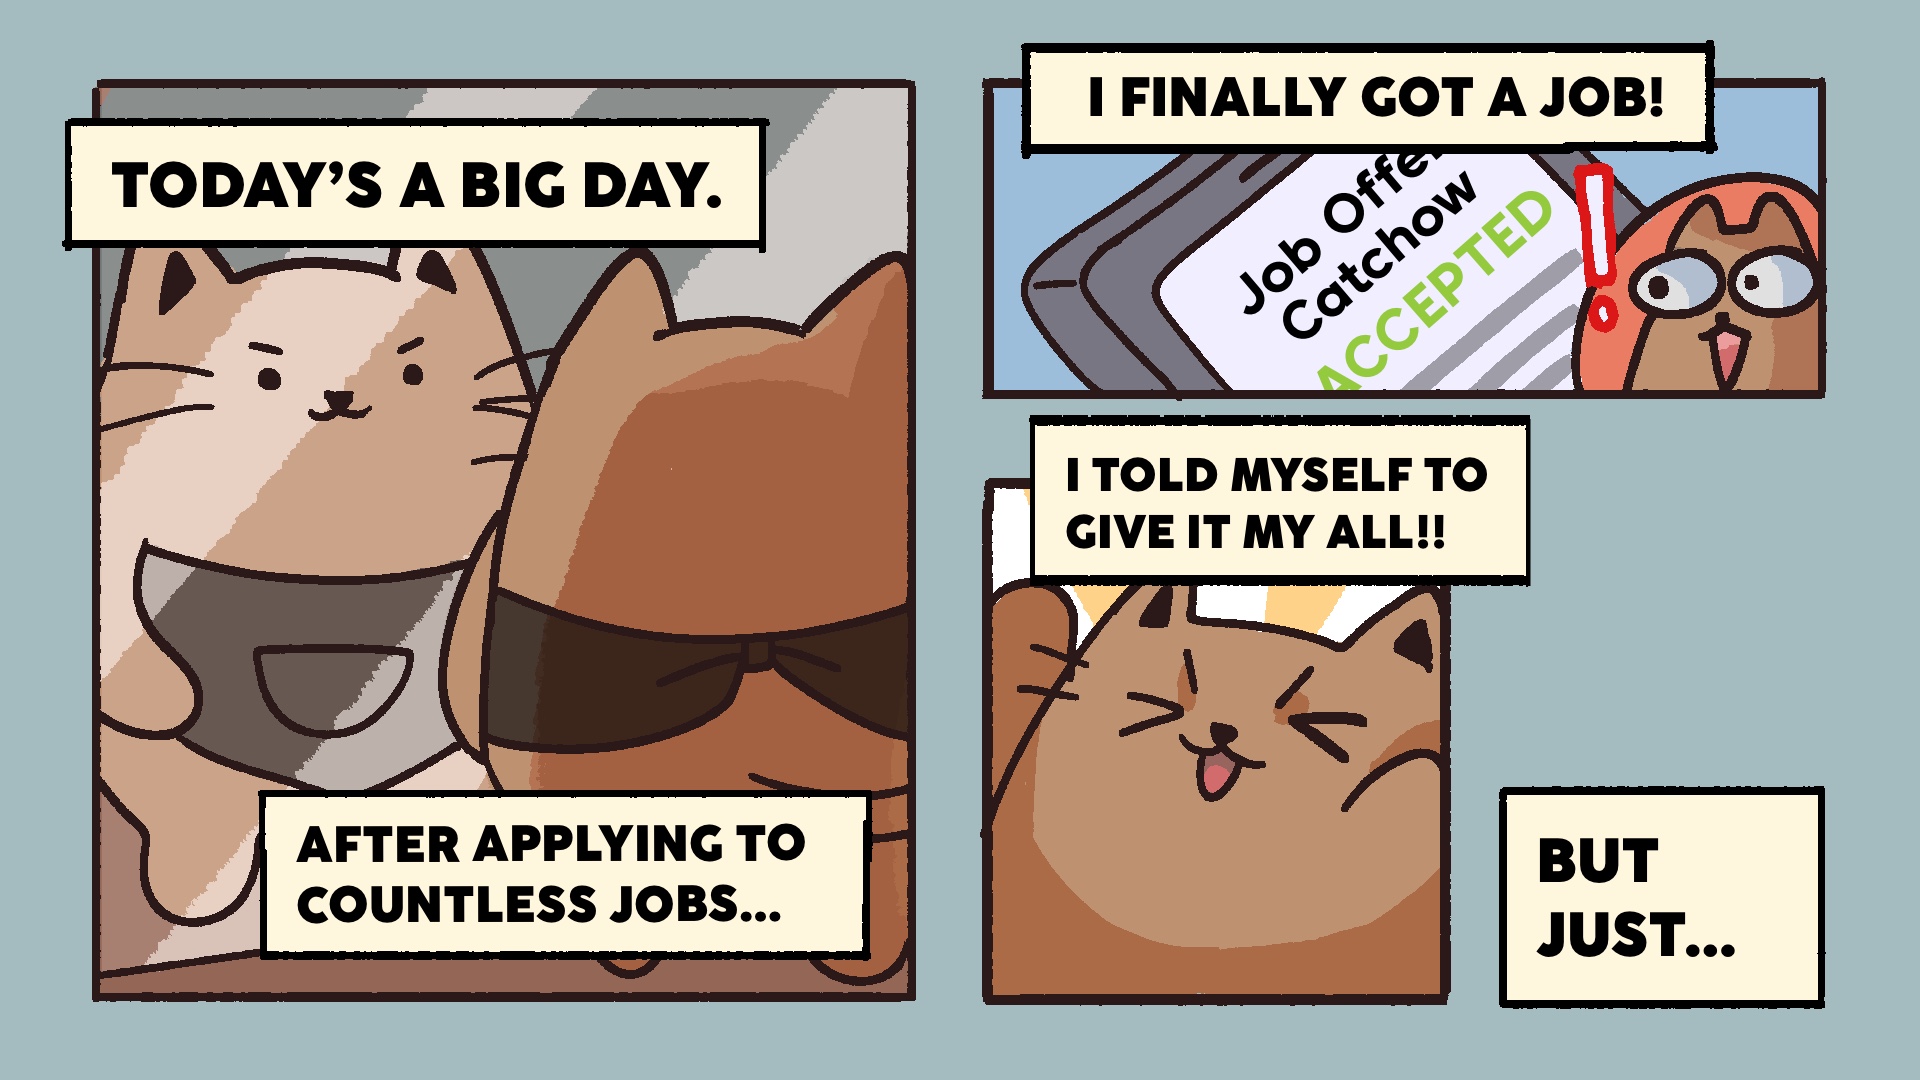 TODAY'S A BIG DAY.
AFTER APPLYING TO
COUNTLESS JOBS...
I FINALLY GOT A JOB!
Job Offer
Catchow
ACCEPTED
I TOLD MYSELF TO
GIVE IT MY ALL!!
BUT
JUST...